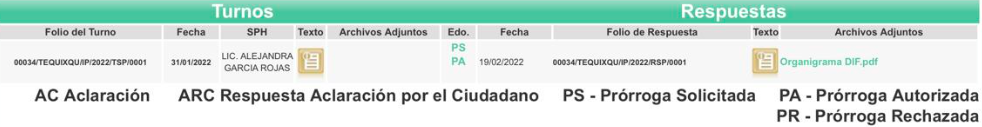 Turnos Respuestas
Folio del Turno Fecha SPH Texto Archivos Adjuntos Edo. Fecha Folio de Respuesta Texto Archivos Adjuntos
00034/TEQUIXQU/IP/2022/TSP/0001 31/01/2022 LIC. ALEJANDRA GARCIA ROJAS PS PA 19/02/2022 00034/TEQUIXQU/IP/2022/RSP/0001 Organigrama DIF.pdf
AC Aclaración ARC Respuesta Aclaración por el Ciudadano PS - Prórroga Solicitada PA - Prórroga Autorizada
PR - Prórroga Rechazada